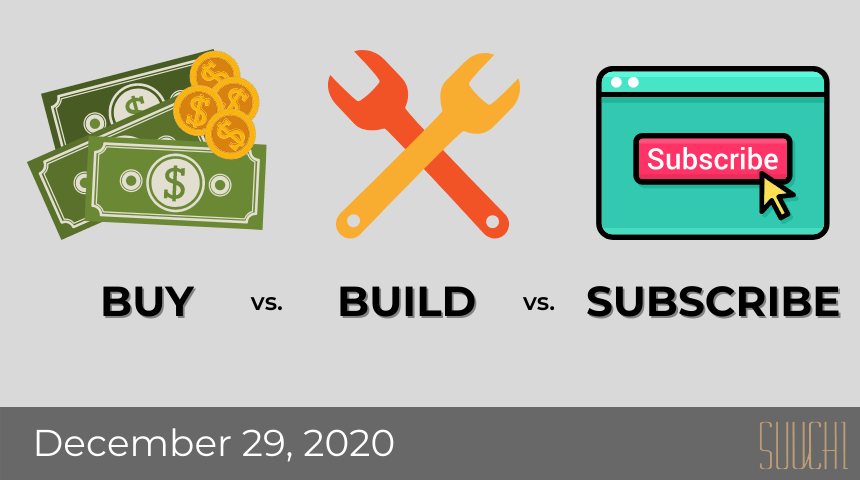 Subscribe
BUY vs. BUILD vs. SUBSCRIBE
December 29, 2020
SUUCHI